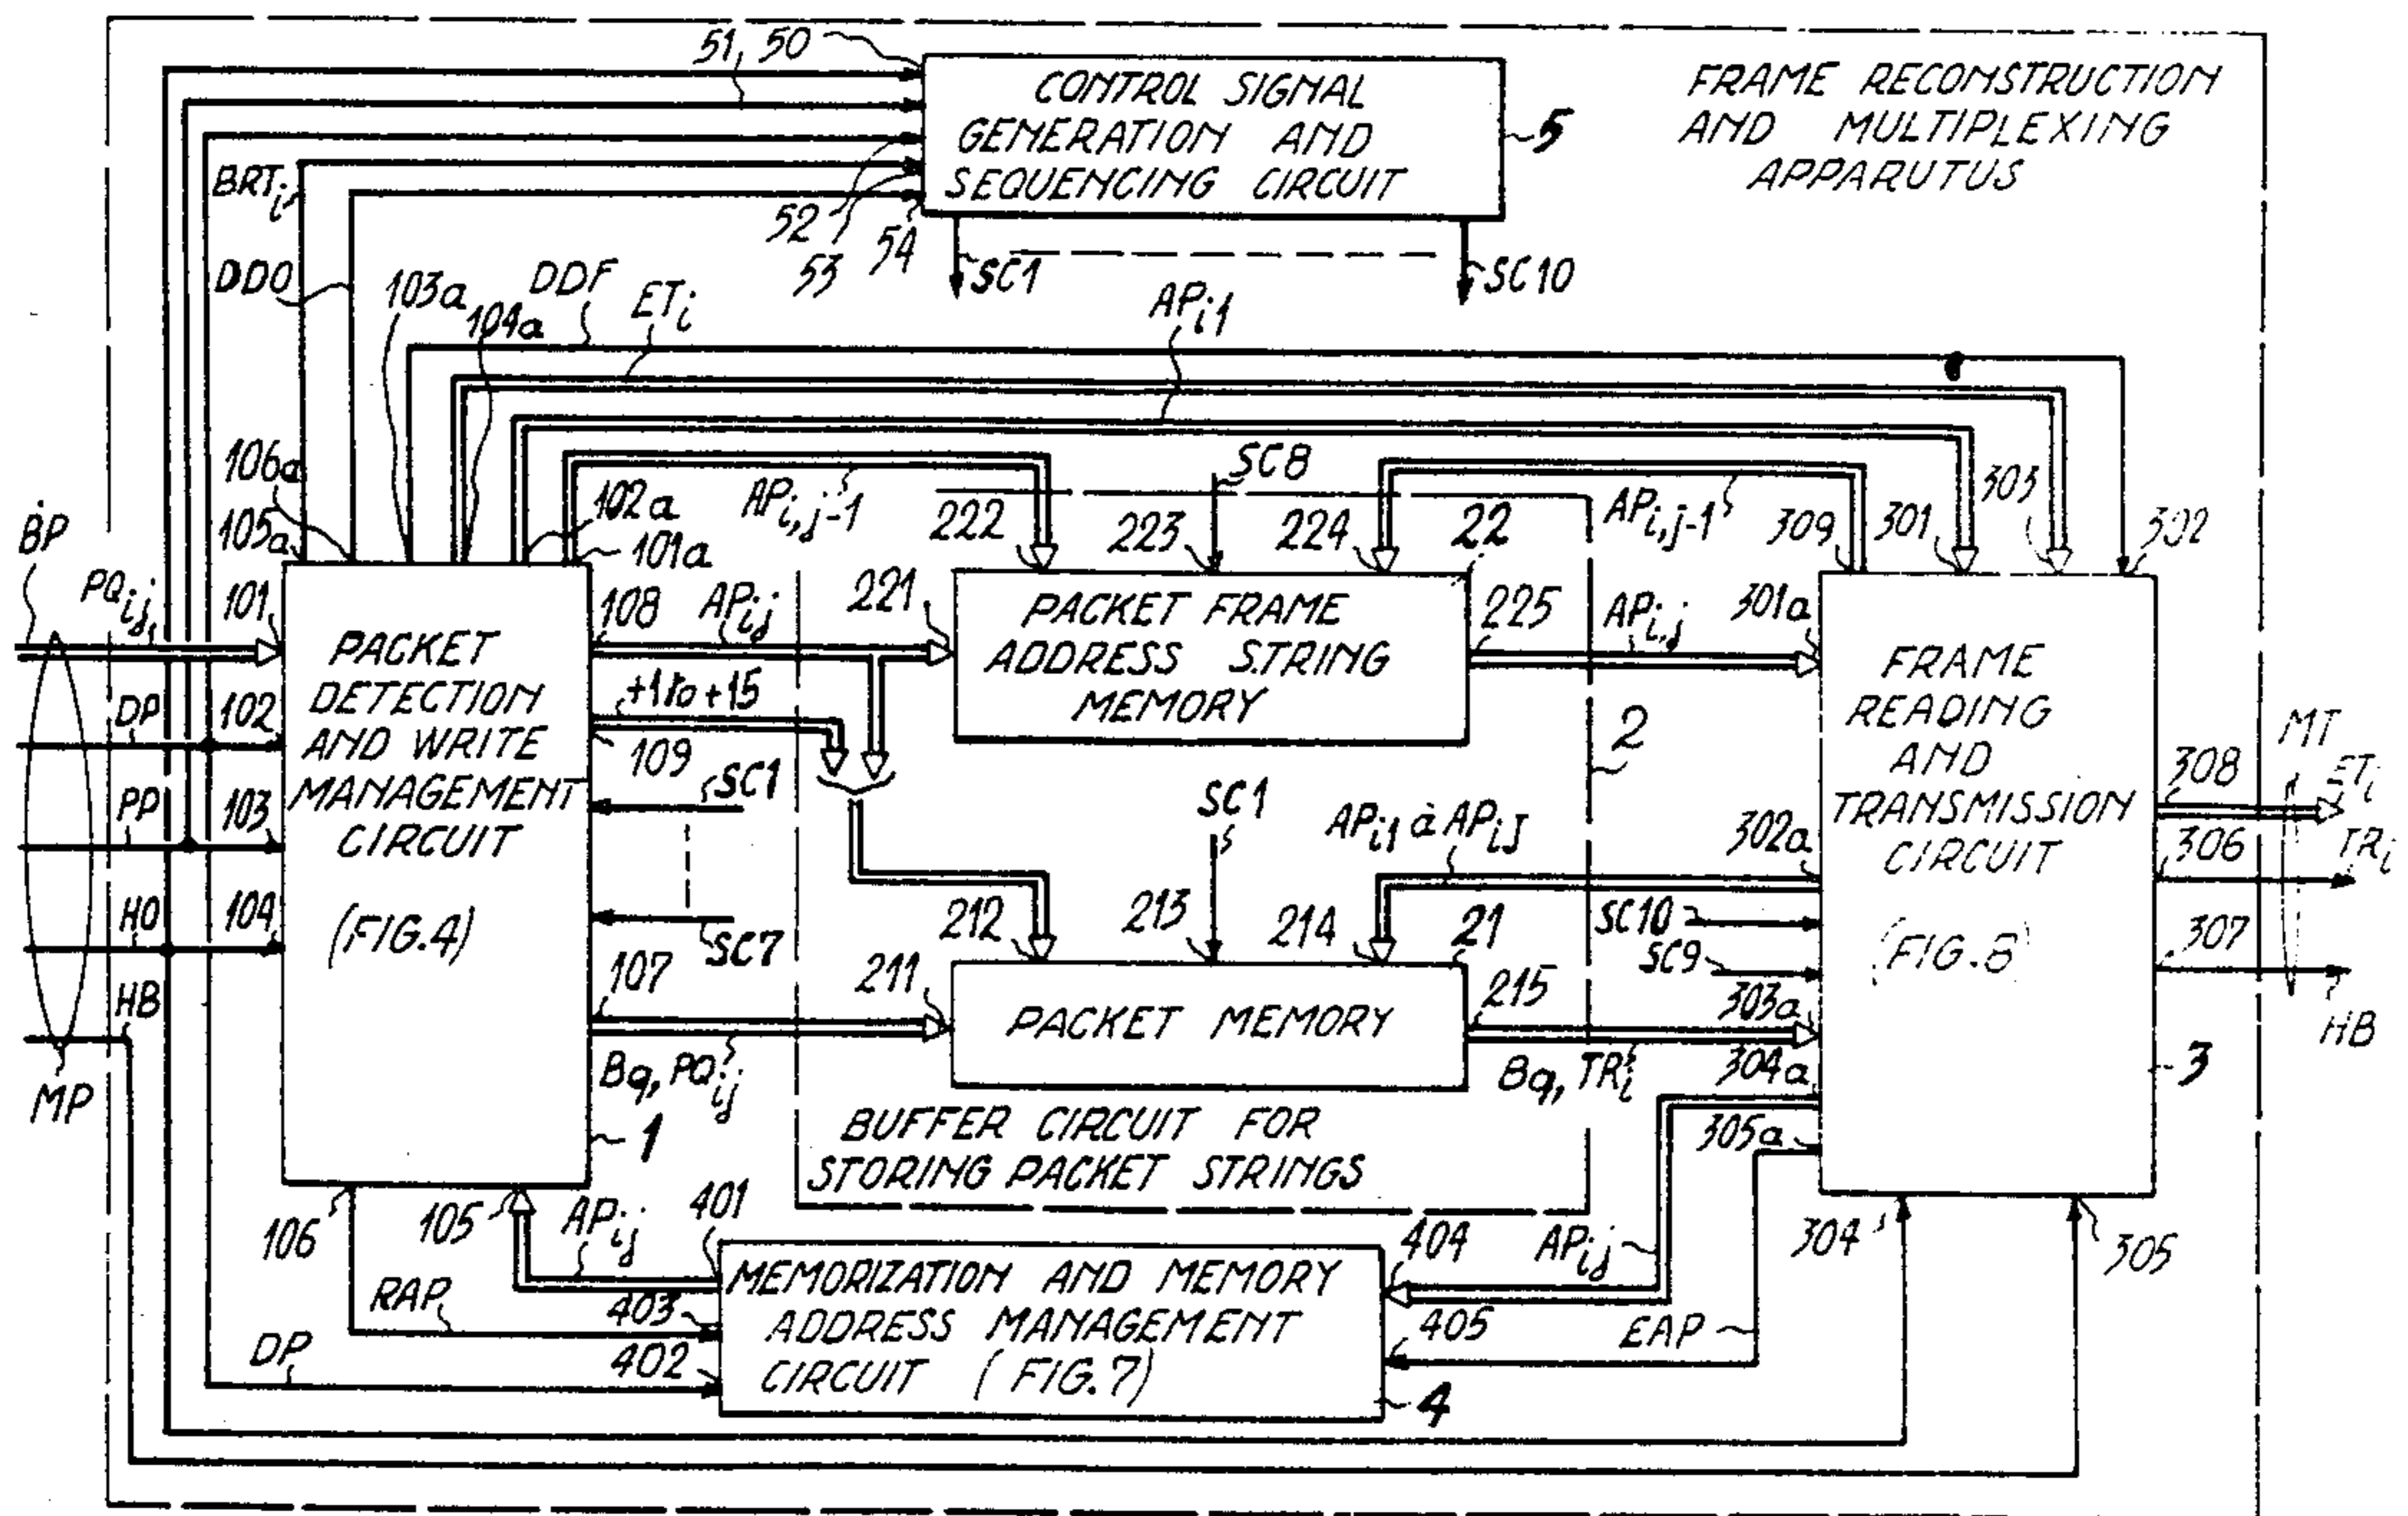 51, 50
CONTROL SIGNAL
GENERATION AND
SEQUENCING CIRCUIT
5
FRAME RECONSTRUCTION
AND MULTIPLEXING
APPARUTUS
BRTi
52
53
54
SC1
SC10
DDO
103a
DDF
104a
ETi
APi1
106a
105a
APi,j-1
102a
101a
SC8
222
223
224
22
APi,j-1
309
301
303
302
BP
PQij
101
DP
102
PP
103
HO
104
HB
MP
PACKET
DETECTION
AND WRITE
MANAGEMENT
CIRCUIT
(FIG.4)
1
108
APij
221
+1 to +15
109
SC1
SC7
107
Bq, PQij
211
PACKET FRAME
ADDRESS STRING
MEMORY
225
APi,j
301a
2
SC1
APi1 à APiJ
302a
212
213
214
21
SC10
SC9
PACKET MEMORY
215
303a
Bq, TRi
304a
305a
BUFFER CIRCUIT FOR
STORING PACKET STRINGS
FRAME
READING
AND
TRANSMISSION
CIRCUIT
(FIG.8)
3
MT
308
ETi
306
TRi
307
HB
106
105
APij
401
RAP
403
DP
402
MEMORIZATION AND MEMORY
ADDRESS MANAGEMENT
CIRCUIT (FIG.7)
4
404
APij
405
EAP
304
305